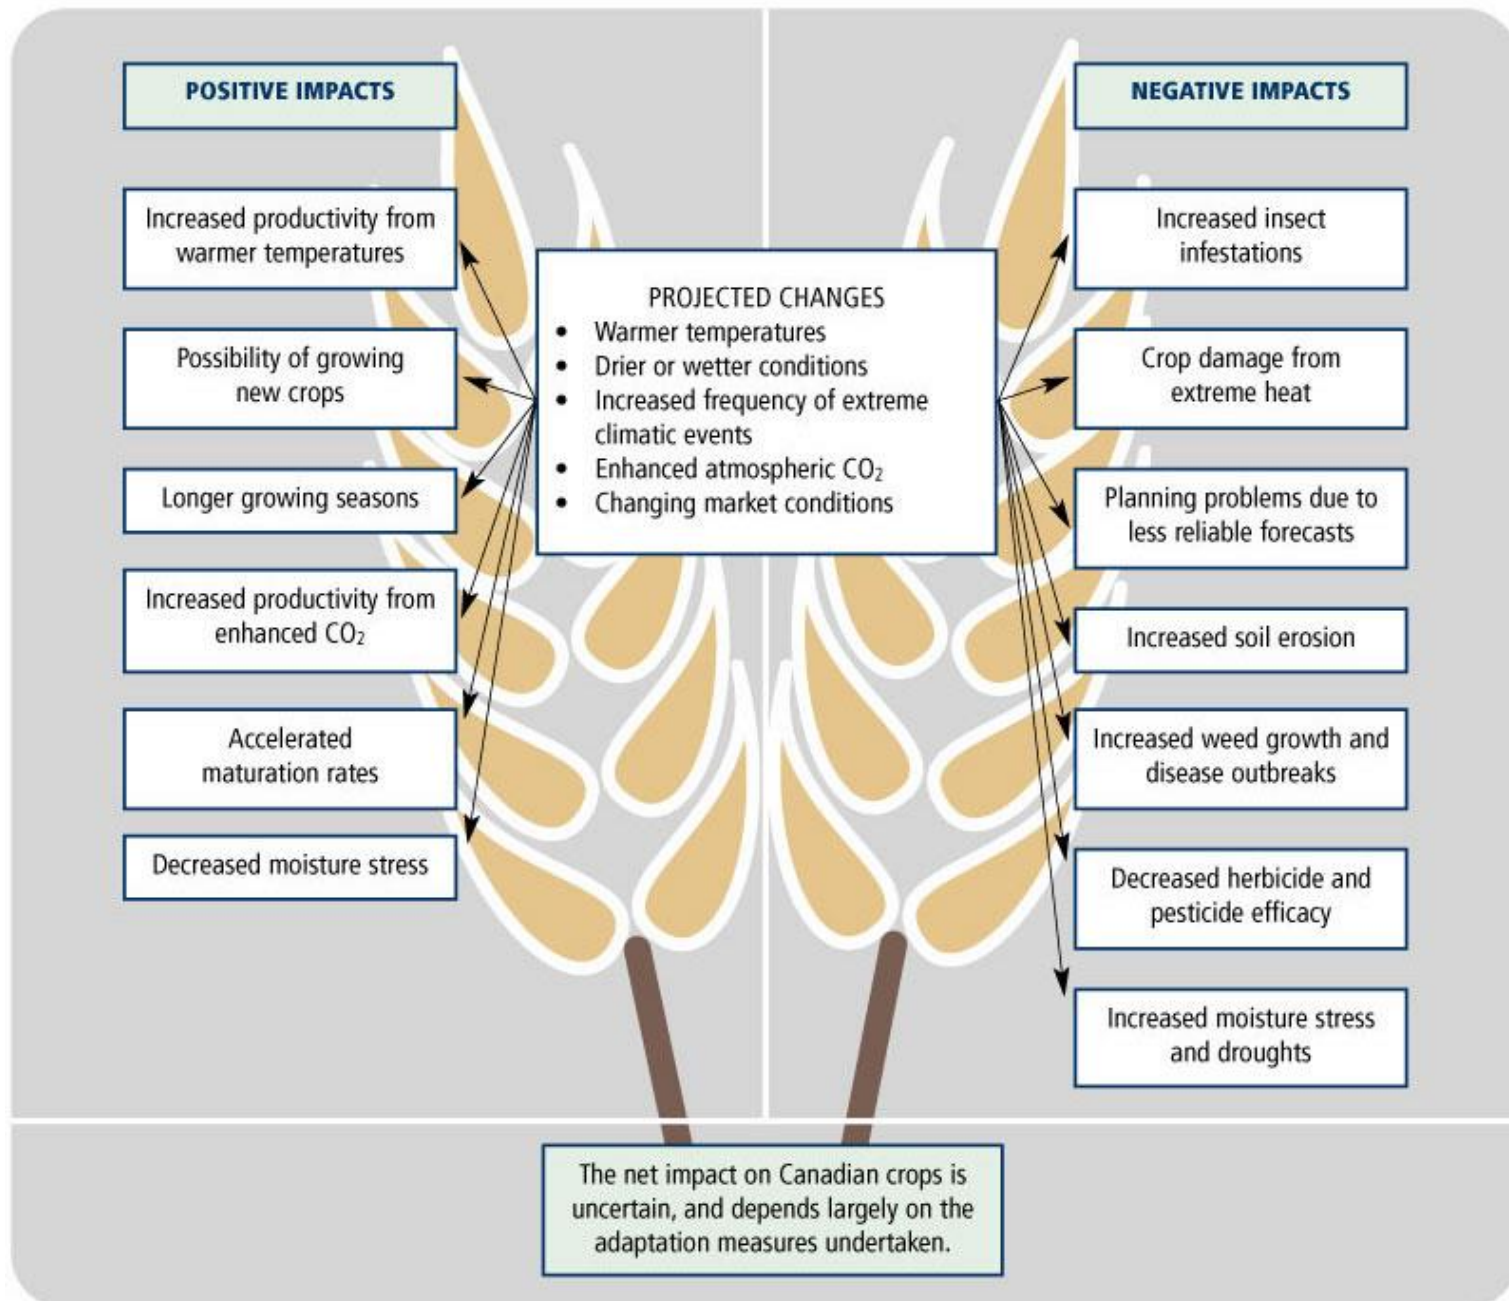 POSITIVE IMPACTS
Increased productivity from
warmer temperatures
Possibility of growing
new crops
Longer growing seasons
Increased productivity from
enhanced CO₂
Accelerated
maturation rates
Decreased moisture stress
PROJECTED CHANGES
• Warmer temperatures
• Drier or wetter conditions
• Increased frequency of extreme
climatic events
• Enhanced atmospheric CO₂
• Changing market conditions
NEGATIVE IMPACTS
Increased insect
infestations
Crop damage from
extreme heat
Planning problems due to
less reliable forecasts
Increased soil erosion
Increased weed growth and
disease outbreaks
Decreased herbicide and
pesticide efficacy
Increased moisture stress
and droughts
The net impact on Canadian crops is
uncertain, and depends largely on the
adaptation measures undertaken.